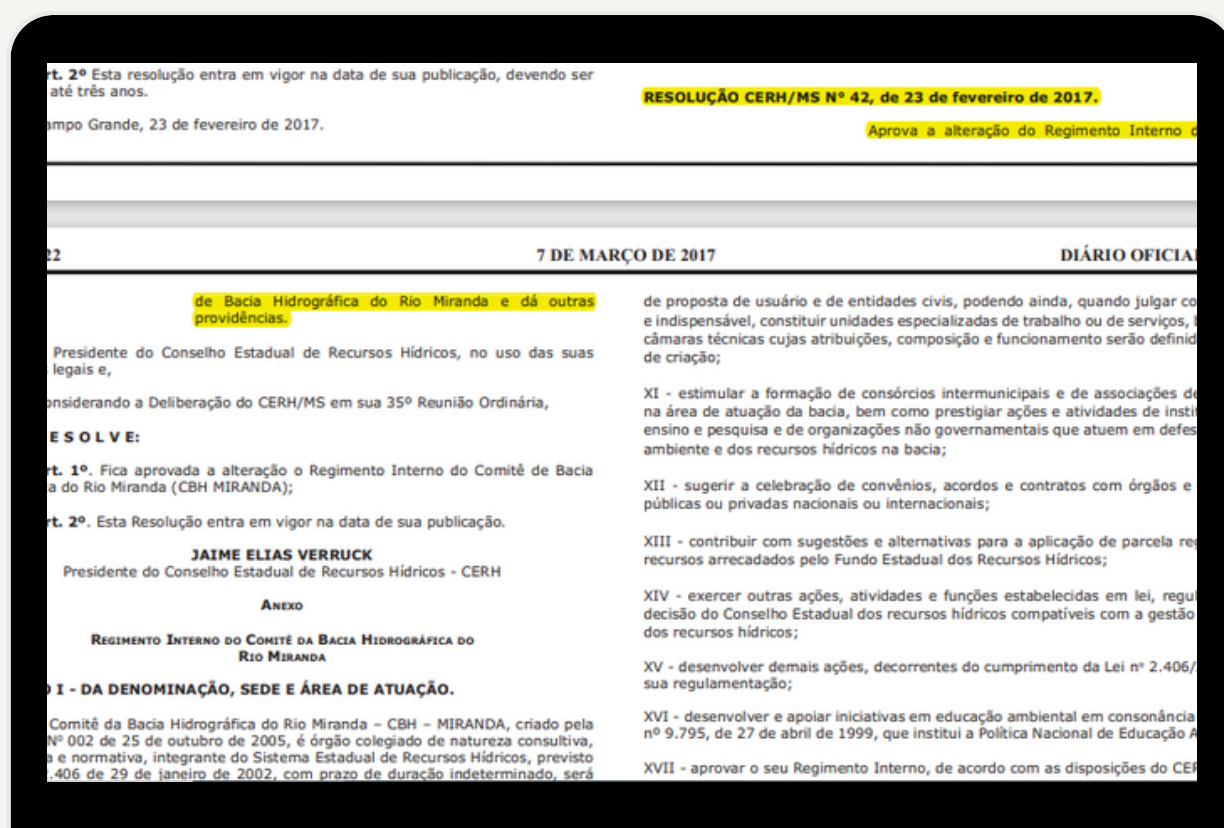 rt. 2º Esta resolução entra em vigor na data de sua publicação, devendo ser
até três anos.
ampo Grande, 23 de fevereiro de 2017.
RESOLUÇÃO CERH/MS Nº 42, de 23 de fevereiro de 2017.
Aprova a alteração do Regimento Interno d
22
7 DE MARÇO DE 2017
DIÁRIO OFICIAL
de Bacia Hidrográfica do Rio Miranda e dá outras
providências.
Presidente do Conselho Estadual de Recursos Hídricos, no uso das suas
legais e,
onsiderando a Deliberação do CERH/MS em sua 35º Reunião Ordinária,
E S O L V E:
rt. 1º. Fica aprovada a alteração o Regimento Interno do Comitê de Bacia
a do Rio Miranda (CBH MIRANDA);
rt. 2º. Esta Resolução entra em vigor na data de sua publicação.
JAIME ELIAS VERRUCK
Presidente do Conselho Estadual de Recursos Hídricos - CERH
ANEXO
REGIMENTO INTERNO DO COMITÊ DA BACIA HIDROGRÁFICA DO
RIO MIRANDA
O I - DA DENOMINAÇÃO, SEDE E ÁREA DE ATUAÇÃO.
Comitê da Bacia Hidrográfica do Rio Miranda – CBH – MIRANDA, criado pela
Nº 002 de 25 de outubro de 2005, é órgão colegiado de natureza consultiva,
a e normativa, integrante do Sistema Estadual de Recursos Hídricos, previsto
.406 de 29 de janeiro de 2002, com prazo de duração indeterminado, será
de proposta de usuário e de entidades civis, podendo ainda, quando julgar co
e indispensável, constituir unidades especializadas de trabalho ou de serviços,
câmaras técnicas cujas atribuições, composição e funcionamento serão definid
de criação;
XI - estimular a formação de consórcios intermunicipais e de associações de
na área de atuação da bacia, bem como prestigiar ações e atividades de instit
ensino e pesquisa e de organizações não governamentais que atuem em defes
ambiente e dos recursos hídricos na bacia;
XII - sugerir a celebração de convênios, acordos e contratos com órgãos e
públicas ou privadas nacionais ou internacionais;
XIII - contribuir com sugestões e alternativas para a aplicação de parcela reg
recursos arrecadados pelo Fundo Estadual dos Recursos Hídricos;
XIV - exercer outras ações, atividades e funções estabelecidas em lei, regul
decisão do Conselho Estadual dos recursos hídricos compatíveis com a gestão
dos recursos hídricos;
XV - desenvolver demais ações, decorrentes do cumprimento da Lei nº 2.406/
sua regulamentação;
XVI - desenvolver e apoiar iniciativas em educação ambiental em consonância
nº 9.795, de 27 de abril de 1999, que institui a Política Nacional de Educação A
XVII - aprovar o seu Regimento Interno, de acordo com as disposições do CER